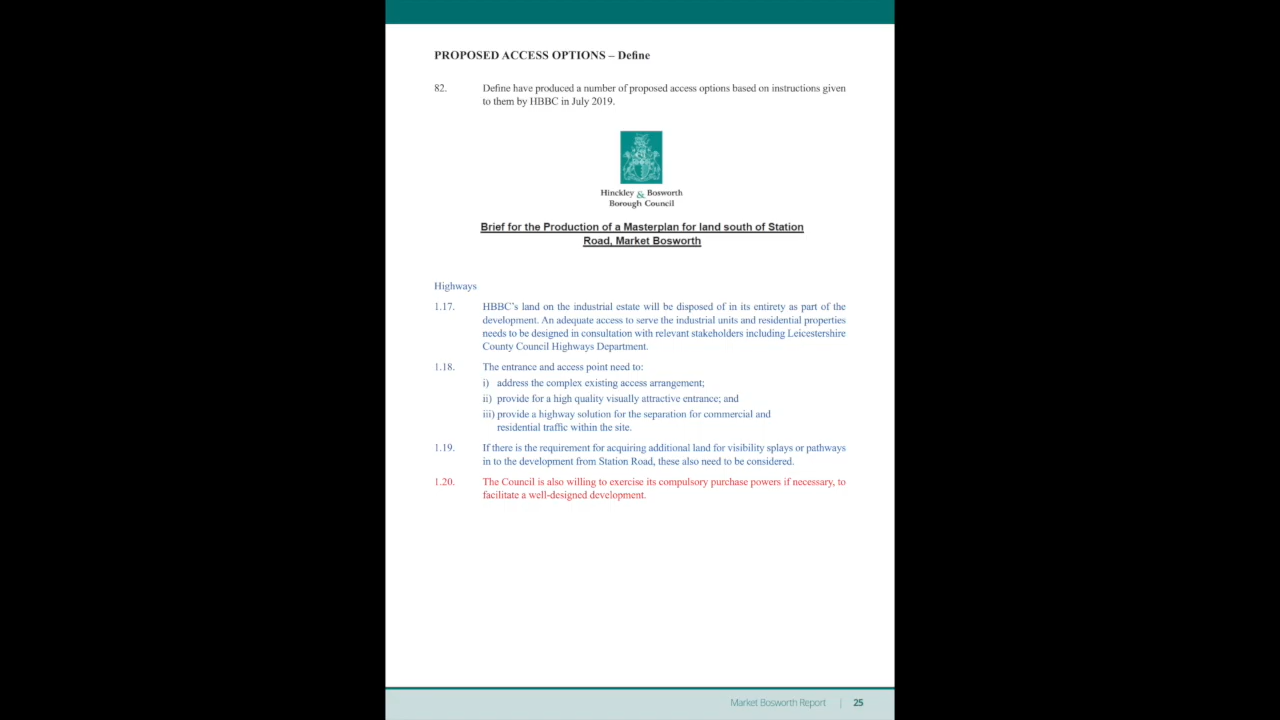 PROPOSED ACCESS OPTIONS – Define
82. Define have produced a number of proposed access options based on instructions given
to them by HBBC in July 2019.
Hinckley & Bosworth
Borough Council
Brief for the Production of a Masterplan for land south of Station
Road, Market Bosworth
Highways
1.17. HBBC's land on the industrial estate will be disposed of in its entirety as part of the
development. An adequate access to serve the industrial units and residential properties
needs to be designed in consultation with relevant stakeholders including Leicestershire
County Council Highways Department.
1.18. The entrance and access point need to:
i) address the complex existing access arrangement;
ii) provide for a high quality visually attractive entrance; and
iii) provide a highway solution for the separation for commercial and
residential traffic within the site.
1.19. If there is the requirement for acquiring additional land for visibility splays or pathways
in to the development from Station Road, these also need to be considered.
1.20. The Council is also willing to exercise its compulsory purchase powers if necessary, to
facilitate a well-designed development.
Market Bosworth Report | 25